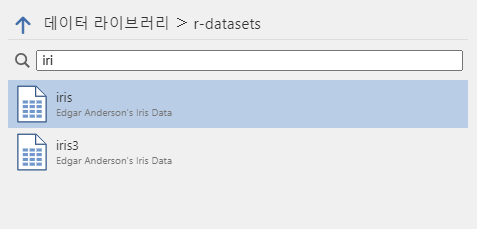 데이터 라이브러리 > r-datasets
iri
iris
Edgar Anderson's Iris Data
iris3
Edgar Anderson's Iris Data